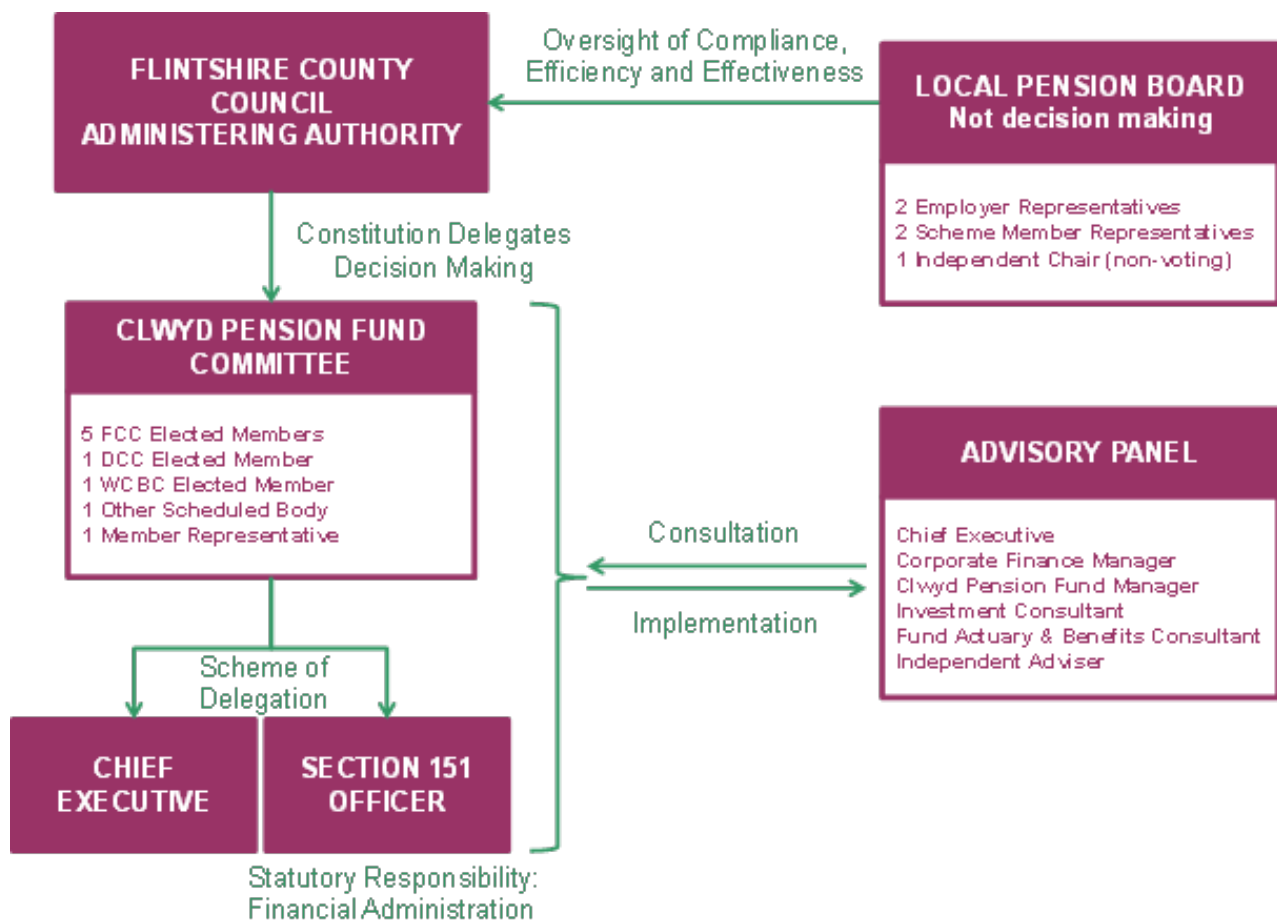 FLINTSHIRE COUNTY
COUNCIL
ADMINISTERING AUTHORITY
Oversight of Compliance,
Efficiency and Effectiveness
LOCAL PENSION BOARD
Not decision making
2 Employer Representatives
2 Scheme Member Representatives
1 Independent Chair (non-voting)
Constitution Delegates
Decision Making
CLWYD PENSION FUND
COMMITTEE
5 FCC Elected Members
1 DCC Elected Member
1 WCBC Elected Member
1 Other Scheduled Body
1 Member Representative
Consultation
Implementation
ADVISORY PANEL
Chief Executive
Corporate Finance Manager
Clwyd Pension Fund Manager
Investment Consultant
Fund Actuary & Benefits Consultant
Independent Adviser
Scheme of
Delegation
CHIEF
EXECUTIVE
SECTION 151
OFFICER
Statutory Responsibility:
Financial Administration